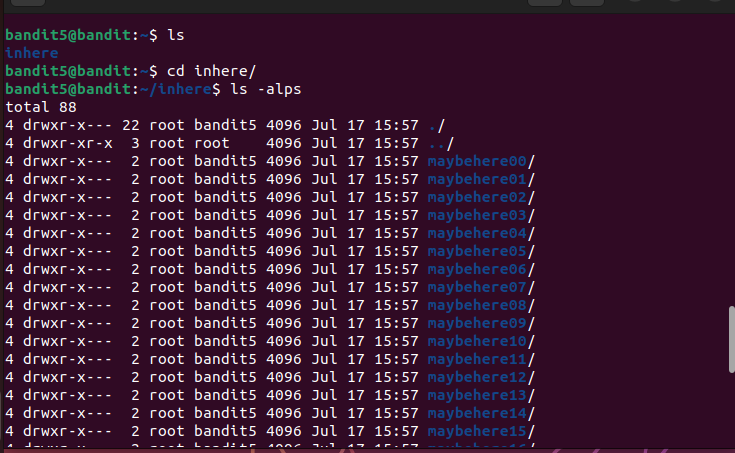 bandit5@bandit:~$ ls
inhere
bandit5@bandit:~$ cd inhere/
bandit5@bandit:~/inhere$ ls -alps
total 88
4 drwxr-x--- 22 root bandit5 4096 Jul 17 15:57 ./
4 drwxr-xr-x  3 root root    4096 Jul 17 15:57 ../
4 drwxr-x---  2 root bandit5 4096 Jul 17 15:57 maybehere00/
4 drwxr-x---  2 root bandit5 4096 Jul 17 15:57 maybehere01/
4 drwxr-x---  2 root bandit5 4096 Jul 17 15:57 maybehere02/
4 drwxr-x---  2 root bandit5 4096 Jul 17 15:57 maybehere03/
4 drwxr-x---  2 root bandit5 4096 Jul 17 15:57 maybehere04/
4 drwxr-x---  2 root bandit5 4096 Jul 17 15:57 maybehere05/
4 drwxr-x---  2 root bandit5 4096 Jul 17 15:57 maybehere06/
4 drwxr-x---  2 root bandit5 4096 Jul 17 15:57 maybehere07/
4 drwxr-x---  2 root bandit5 4096 Jul 17 15:57 maybehere08/
4 drwxr-x---  2 root bandit5 4096 Jul 17 15:57 maybehere09/
4 drwxr-x---  2 root bandit5 4096 Jul 17 15:57 maybehere10/
4 drwxr-x---  2 root bandit5 4096 Jul 17 15:57 maybehere11/
4 drwxr-x---  2 root bandit5 4096 Jul 17 15:57 maybehere12/
4 drwxr-x---  2 root bandit5 4096 Jul 17 15:57 maybehere13/
4 drwxr-x---  2 root bandit5 4096 Jul 17 15:57 maybehere14/
4 drwxr-x---  2 root bandit5 4096 Jul 17 15:57 maybehere15/